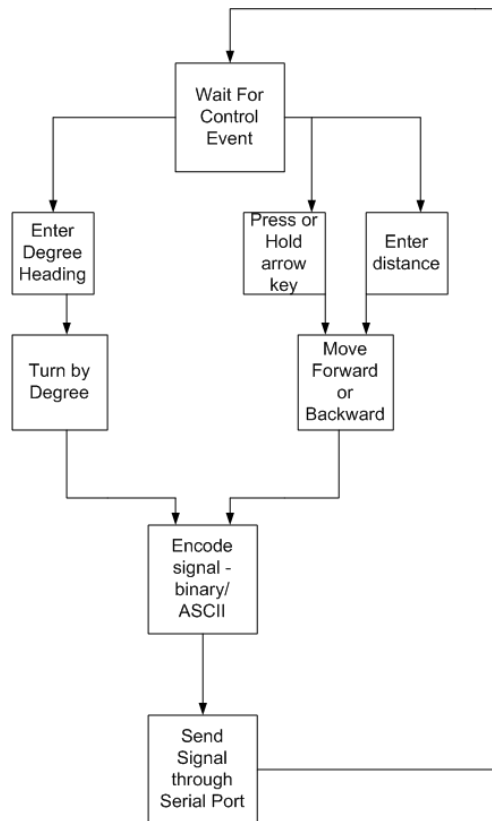 Wait For
Control
Event
Enter
Degree
Heading
Press or
Hold
arrow
key
Enter
distance
Turn by
Degree
Move
Forward
or
Backward
Encode
signal -
binary/
ASCII
Send
Signal
through
Serial Port